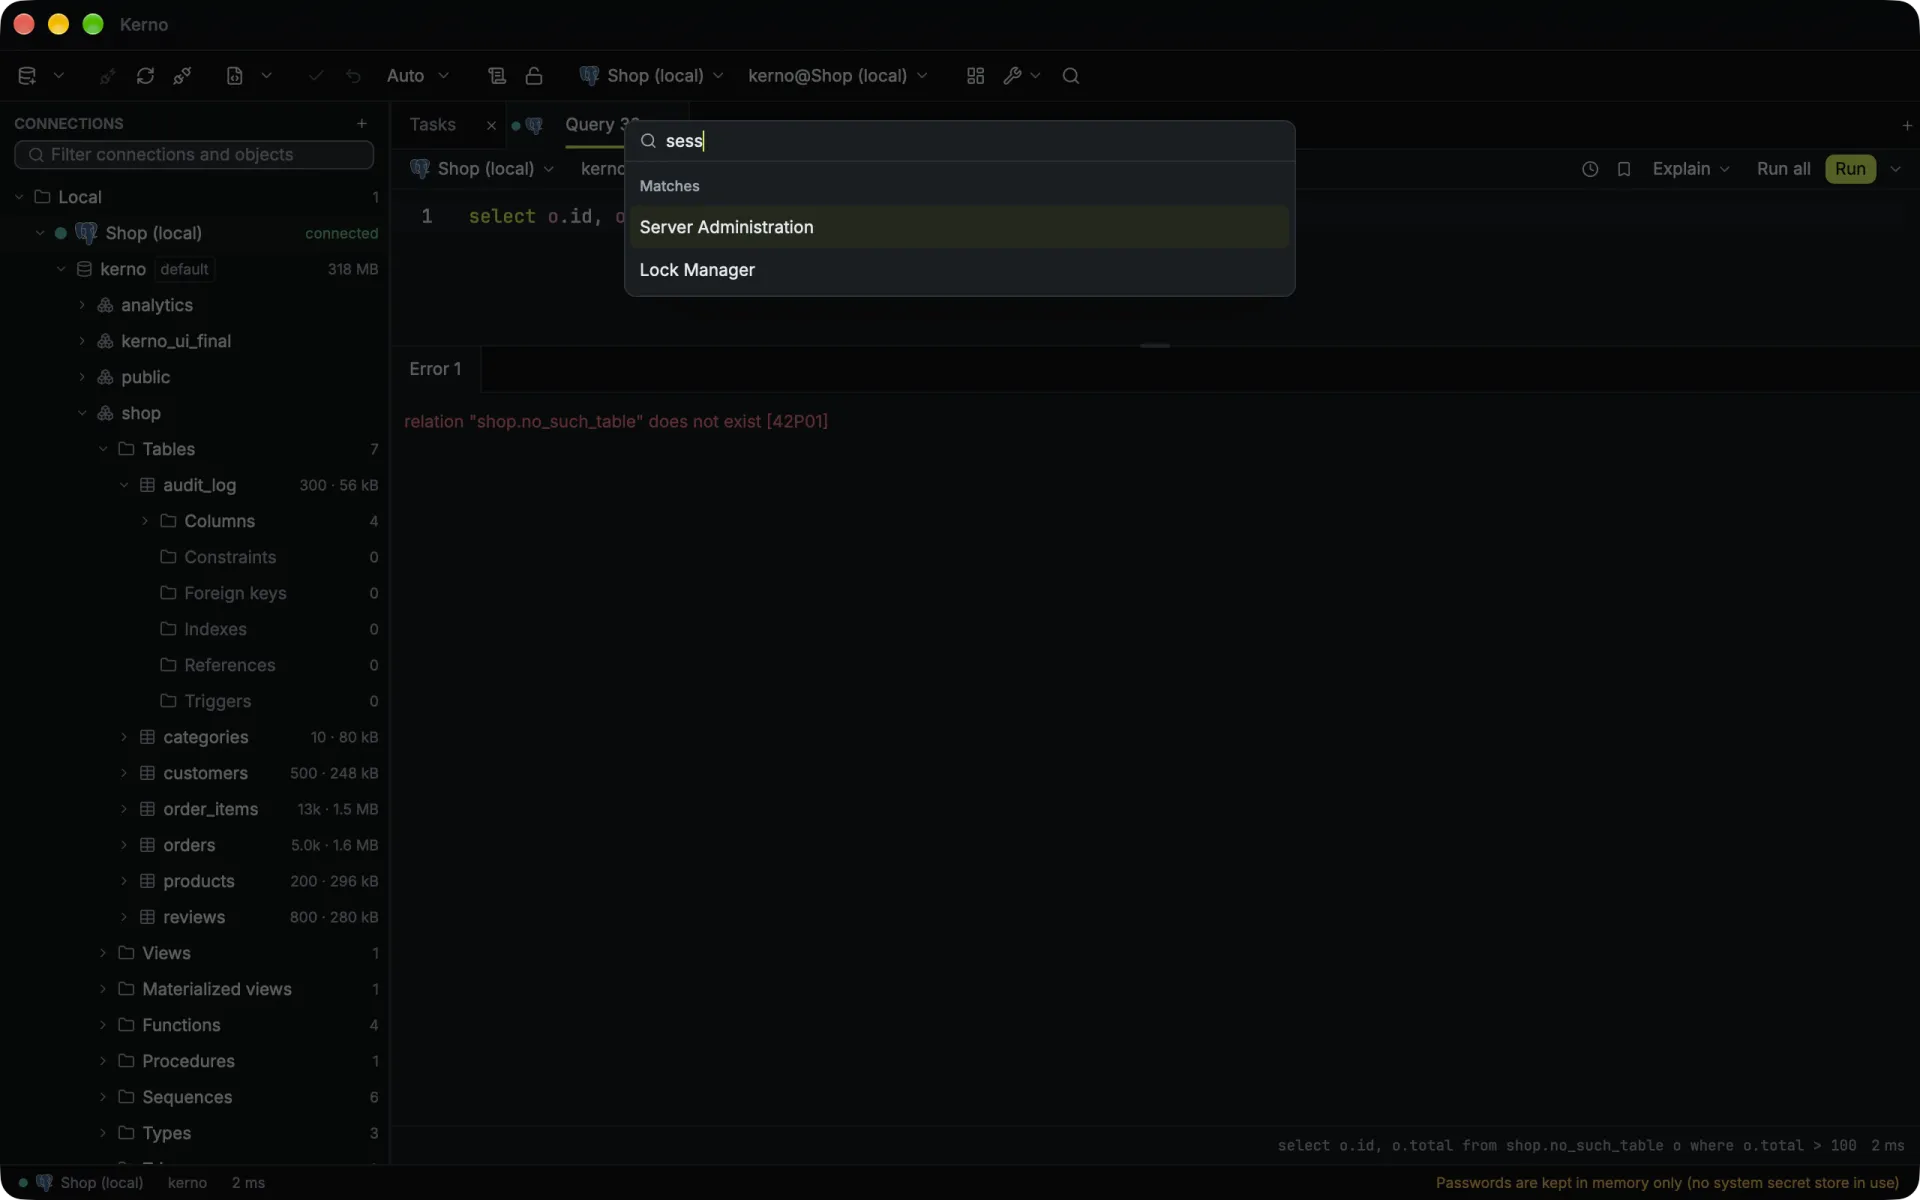 Kerno
Auto
Shop (local)
kerno@Shop (local)
CONNECTIONS
Filter connections and objects
Local 1
Shop (local) connected
kerno default 318 MB
analytics
kerno_ui_final
public
shop
Tables 7
audit_log 300 · 56 kB
Columns 4
Constraints 0
Foreign keys 0
Indexes 0
References 0
Triggers 0
categories 10 · 80 kB
customers 500 · 248 kB
order_items 13k · 1.5 MB
orders 5.0k · 1.6 MB
products 200 · 296 kB
reviews 800 · 280 kB
Views 1
Materialized views 1
Functions 4
Procedures 1
Sequences 6
Types 3
Tasks
Query
Shop (local)
Explain
Run all
Run
1 select o.id,
sess
Matches
Server Administration
Lock Manager
Error 1
relation "shop.no_such_table" does not exist [42P01]
select o.id, o.total from shop.no_such_table o where o.total > 100 2 ms
Shop (local) kerno 2 ms
Passwords are kept in memory only (no system secret store in use)